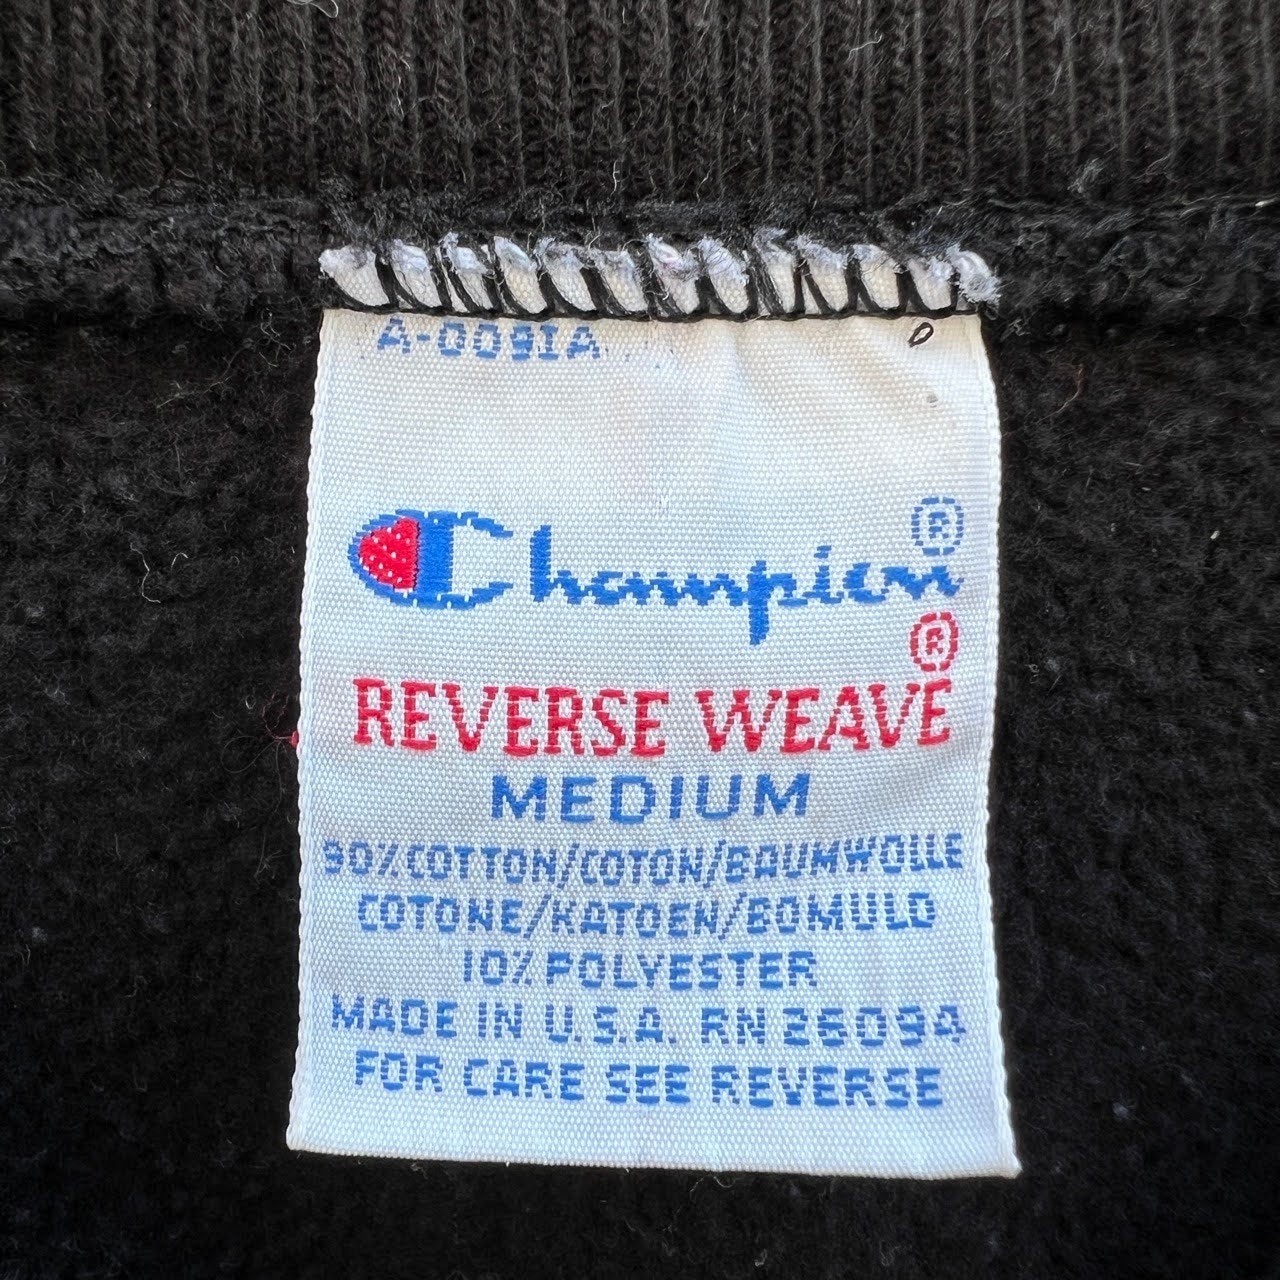 A-0091A
Champion®
REVERSE WEAVE®
MEDIUM
90% COTTON/COTON/BAUMWOLLE
COTONE/KATOEN/BOMULD
10% POLYESTER
MADE IN U.S.A. RN 26094
FOR CARE SEE REVERSE